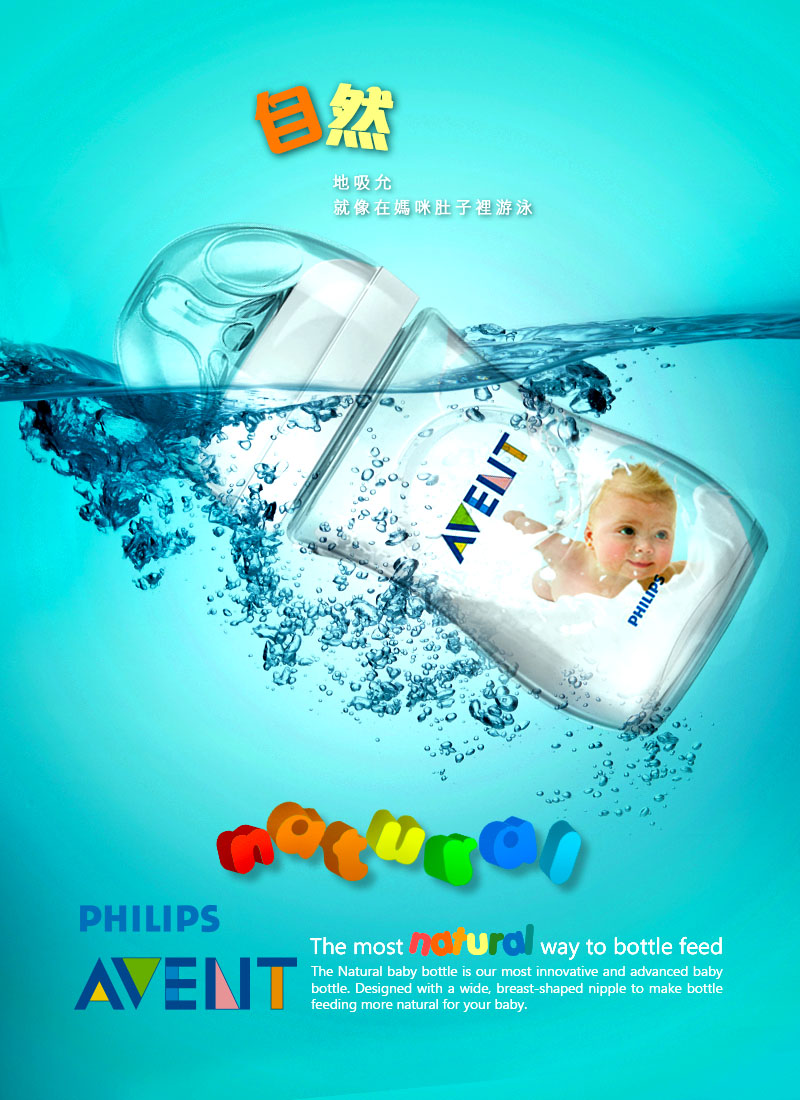 自然
地吸允
就像在媽咪肚子裡游泳
AVENT
PHILIPS
natural
PHILIPS
AVENT
The most natural way to bottle feed
The Natural baby bottle is our most innovative and advanced baby
bottle. Designed with a wide, breast-shaped nipple to make bottle
feeding more natural for your baby.